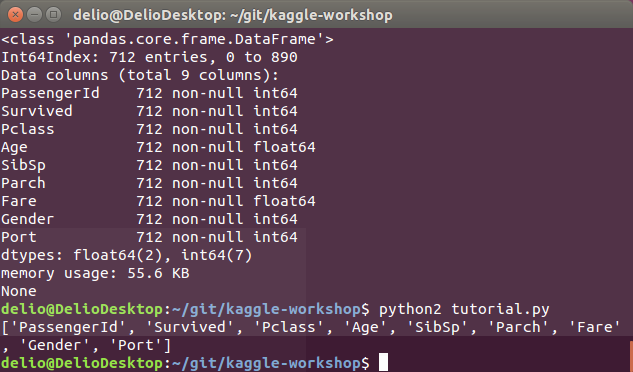 delio@DelioDesktop: ~/git/kaggle-workshop
<class 'pandas.core.frame.DataFrame'>
Int64Index: 712 entries, 0 to 890
Data columns (total 9 columns):
PassengerId    712 non-null int64
Survived       712 non-null int64
Pclass         712 non-null int64
Age            712 non-null float64
SibSp          712 non-null int64
Parch          712 non-null int64
Fare           712 non-null float64
Gender         712 non-null int64
Port           712 non-null int64
dtypes: float64(2), int64(7)
memory usage: 55.6 KB
None
delio@DelioDesktop:~/git/kaggle-workshop$ python2 tutorial.py
['PassengerId', 'Survived', 'Pclass', 'Age', 'SibSp', 'Parch', 'Fare'
, 'Gender', 'Port']
delio@DelioDesktop:~/git/kaggle-workshop$